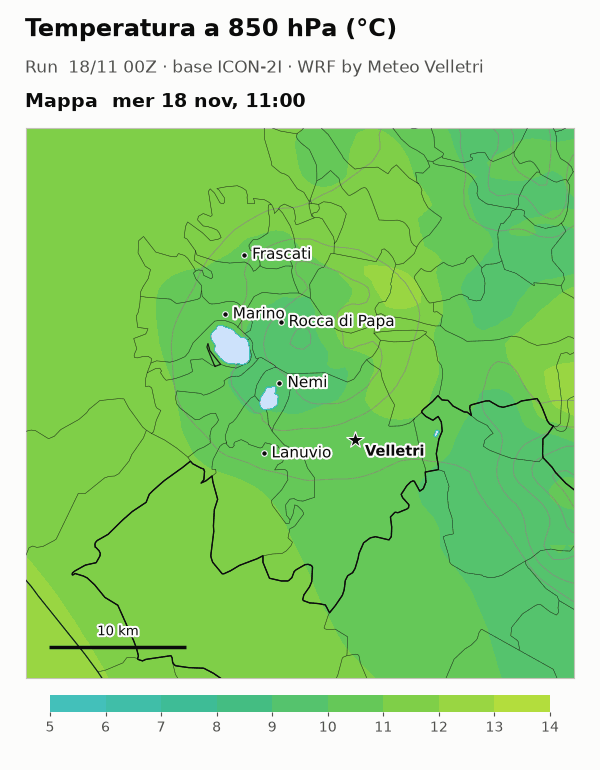 Temperatura a 850 hPa (°C)
Run  18/11 00Z · base ICON-2I · WRF by Meteo Velletri
Mappa  mer 18 nov, 11:00
Frascati
Marino
Rocca di Papa
Nemi
Velletri
Lanuvio
10 km
5 6 7 8 9 10 11 12 13 14